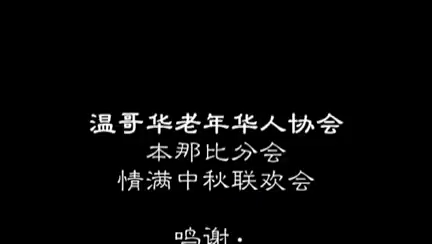 温哥华老年华人协会
本那比分会
情满中秋联欢会
鸣谢：